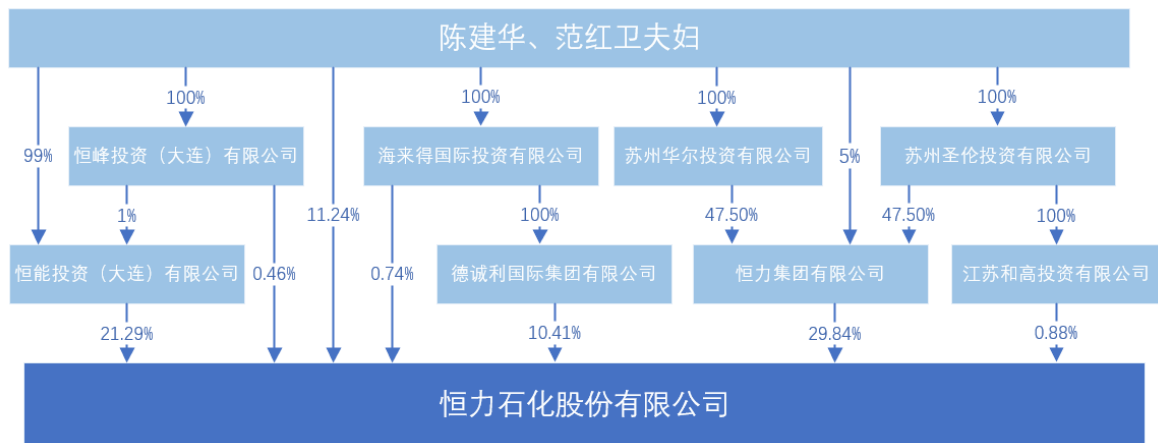 陈建华、范红卫夫妇
100%
100%
100%
100%
99%
恒峰投资（大连）有限公司
海来得国际投资有限公司
苏州华尔投资有限公司
5%
苏州圣伦投资有限公司
1%
11.24%
100%
47.50%
47.50%
100%
恒能投资（大连）有限公司
0.46%
0.74%
德诚利国际集团有限公司
恒力集团有限公司
江苏和高投资有限公司
21.29%
10.41%
29.84%
0.88%
恒力石化股份有限公司